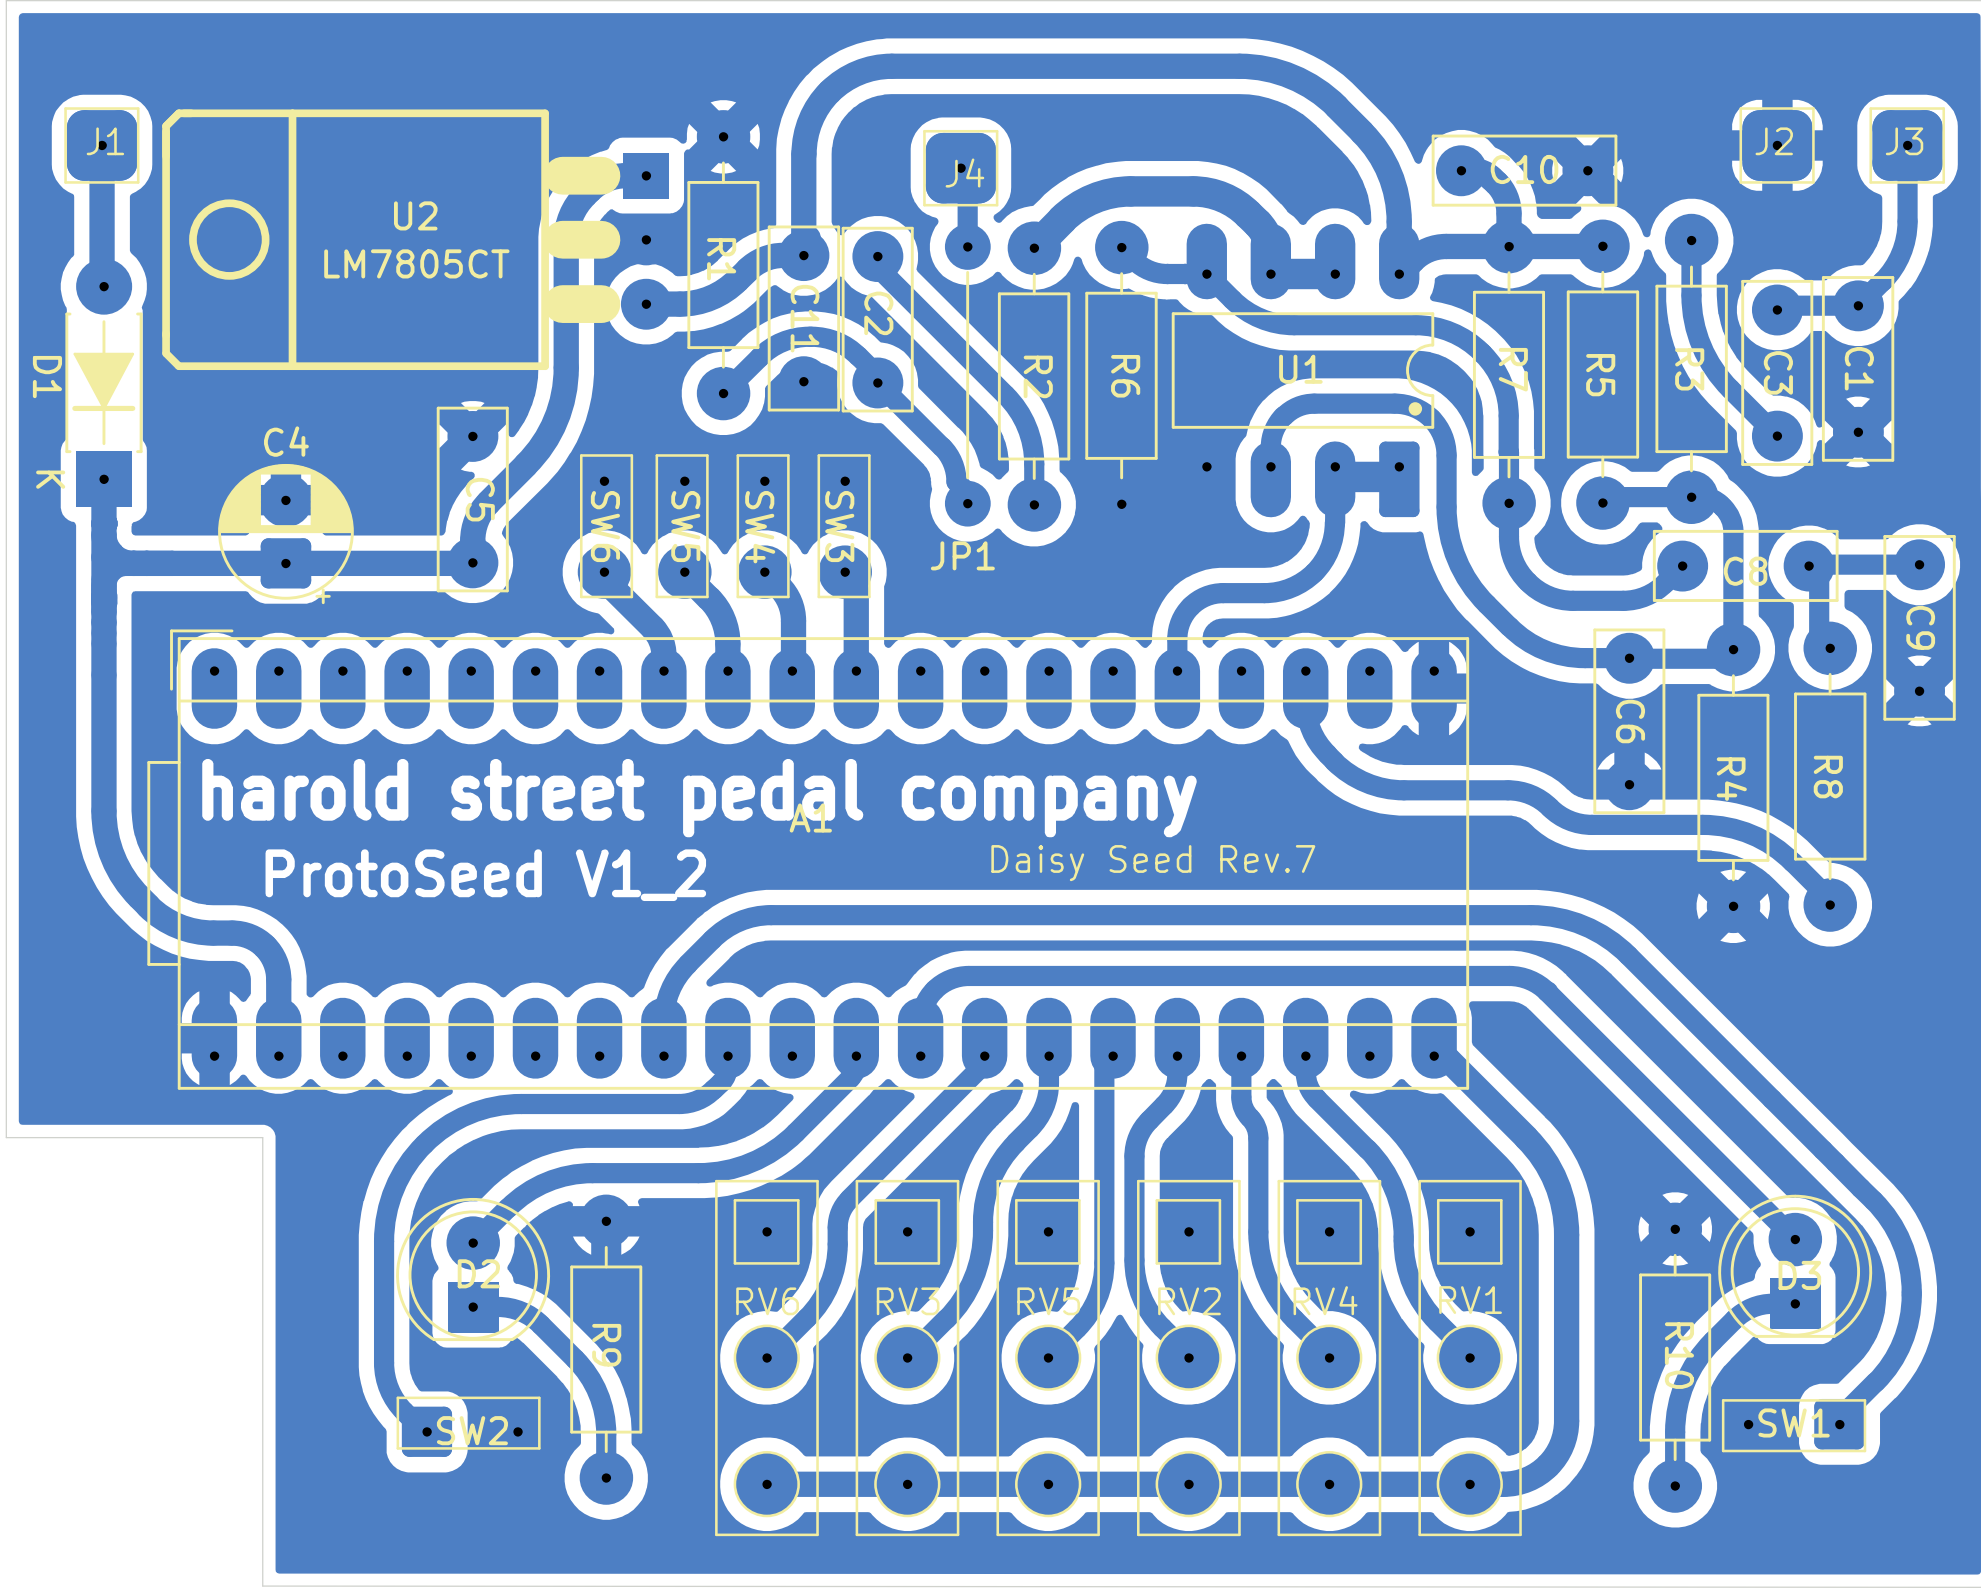 J1
U2
LM7805CT
R1
C11
C2
J4
C10
J2
J3
D1
K
C4
+
C5
SW6
SW5
SW4
SW3
JP1
R2
R6
U1
R7
R5
R3
C3
C1
C8
C9
C6
R4
R8
harold street pedal company
A1
ProtoSeed V1_2
Daisy Seed Rev.7
D2
SW2
R9
RV6
RV3
RV5
RV2
RV4
RV1
R10
D3
SW1